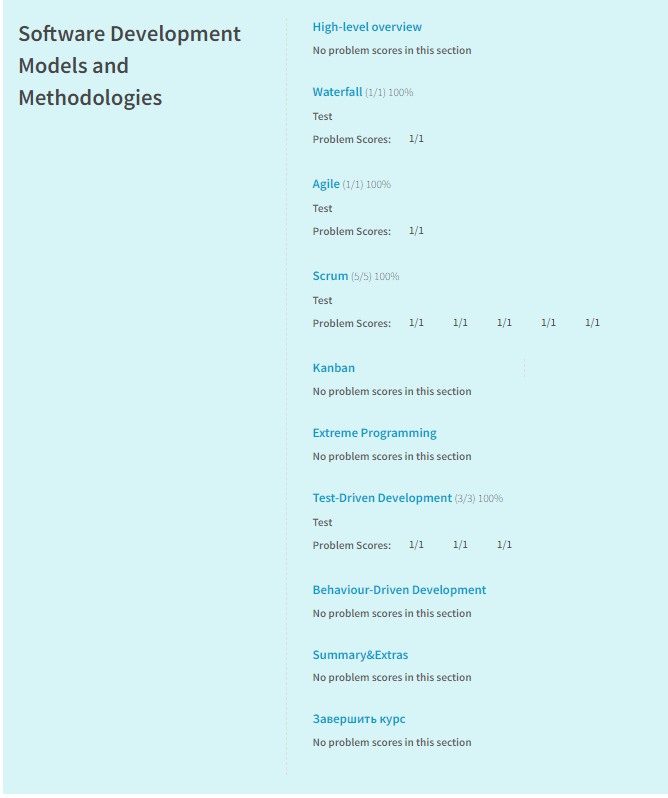 Software Development
Models and
Methodologies
High-level overview
No problem scores in this section
Waterfall (1/1) 100%
Test
Problem Scores: 1/1
Agile (1/1) 100%
Test
Problem Scores: 1/1
Scrum (5/5) 100%
Test
Problem Scores: 1/1 1/1 1/1 1/1 1/1
Kanban
No problem scores in this section
Extreme Programming
No problem scores in this section
Test-Driven Development (3/3) 100%
Test
Problem Scores: 1/1 1/1 1/1
Behaviour-Driven Development
No problem scores in this section
Summary&Extras
No problem scores in this section
Завершить курс
No problem scores in this section